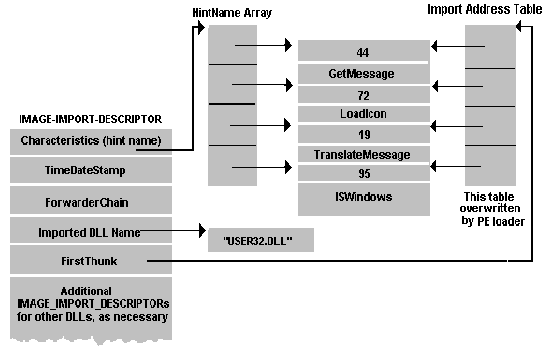 HintName Array
Import Address Table
44
GetMessage
72
LoadIcon
19
TranslateMessage
95
ISWindows
IMAGE-IMPORT-DESCRIPTOR
Characteristics (hint name)
TimeDateStamp
ForwarderChain
Imported DLL Name
FirstThunk
Additional
IMAGE_IMPORT_DESCRIPTORs
for other DLLs, as necessary
"USER32.DLL"
This table
overwritten
by PE loader